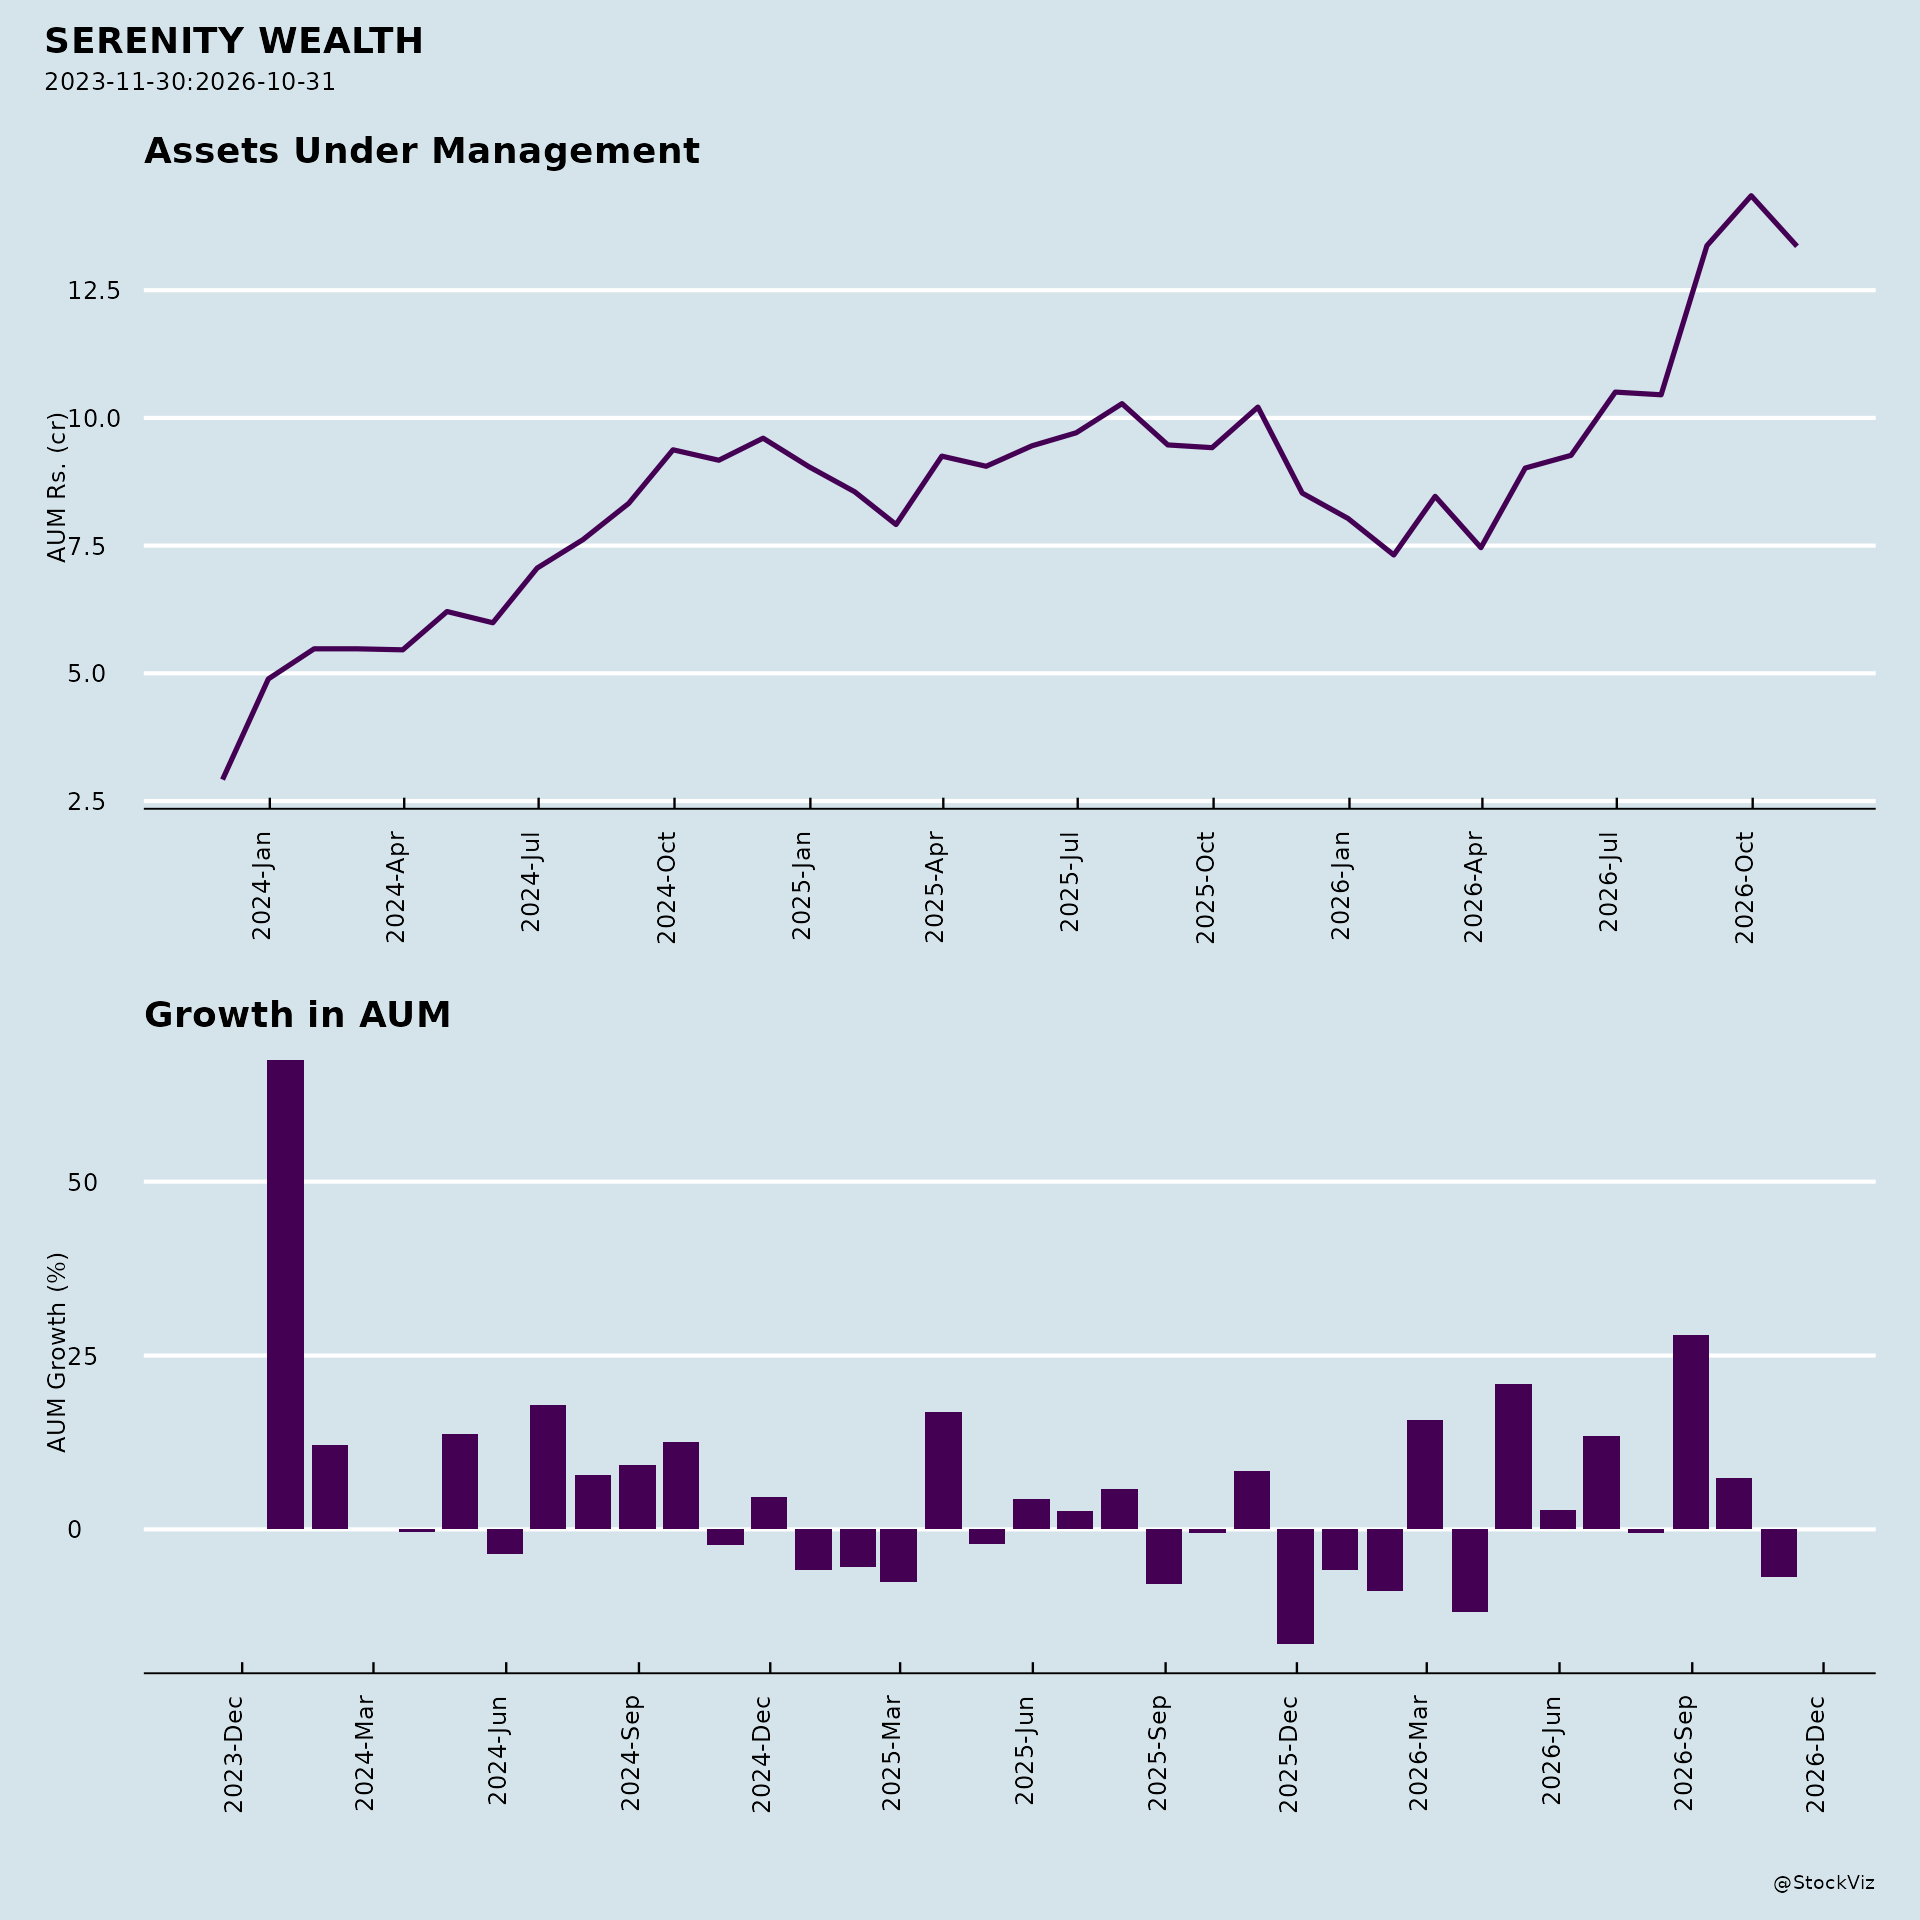 SERENITY WEALTH
2023-11-30:2026-10-31
Assets Under Management
AUM Rs. (cr)
12.5
10.0
7.5
5.0
2.5
2024-Jan
2024-Apr
2024-Jul
2024-Oct
2025-Jan
2025-Apr
2025-Jul
2025-Oct
2026-Jan
2026-Apr
2026-Jul
2026-Oct
Growth in AUM
AUM Growth (%)
50
25
0
2023-Dec
2024-Mar
2024-Jun
2024-Sep
2024-Dec
2025-Mar
2025-Jun
2025-Sep
2025-Dec
2026-Mar
2026-Jun
2026-Sep
2026-Dec
@StockViz